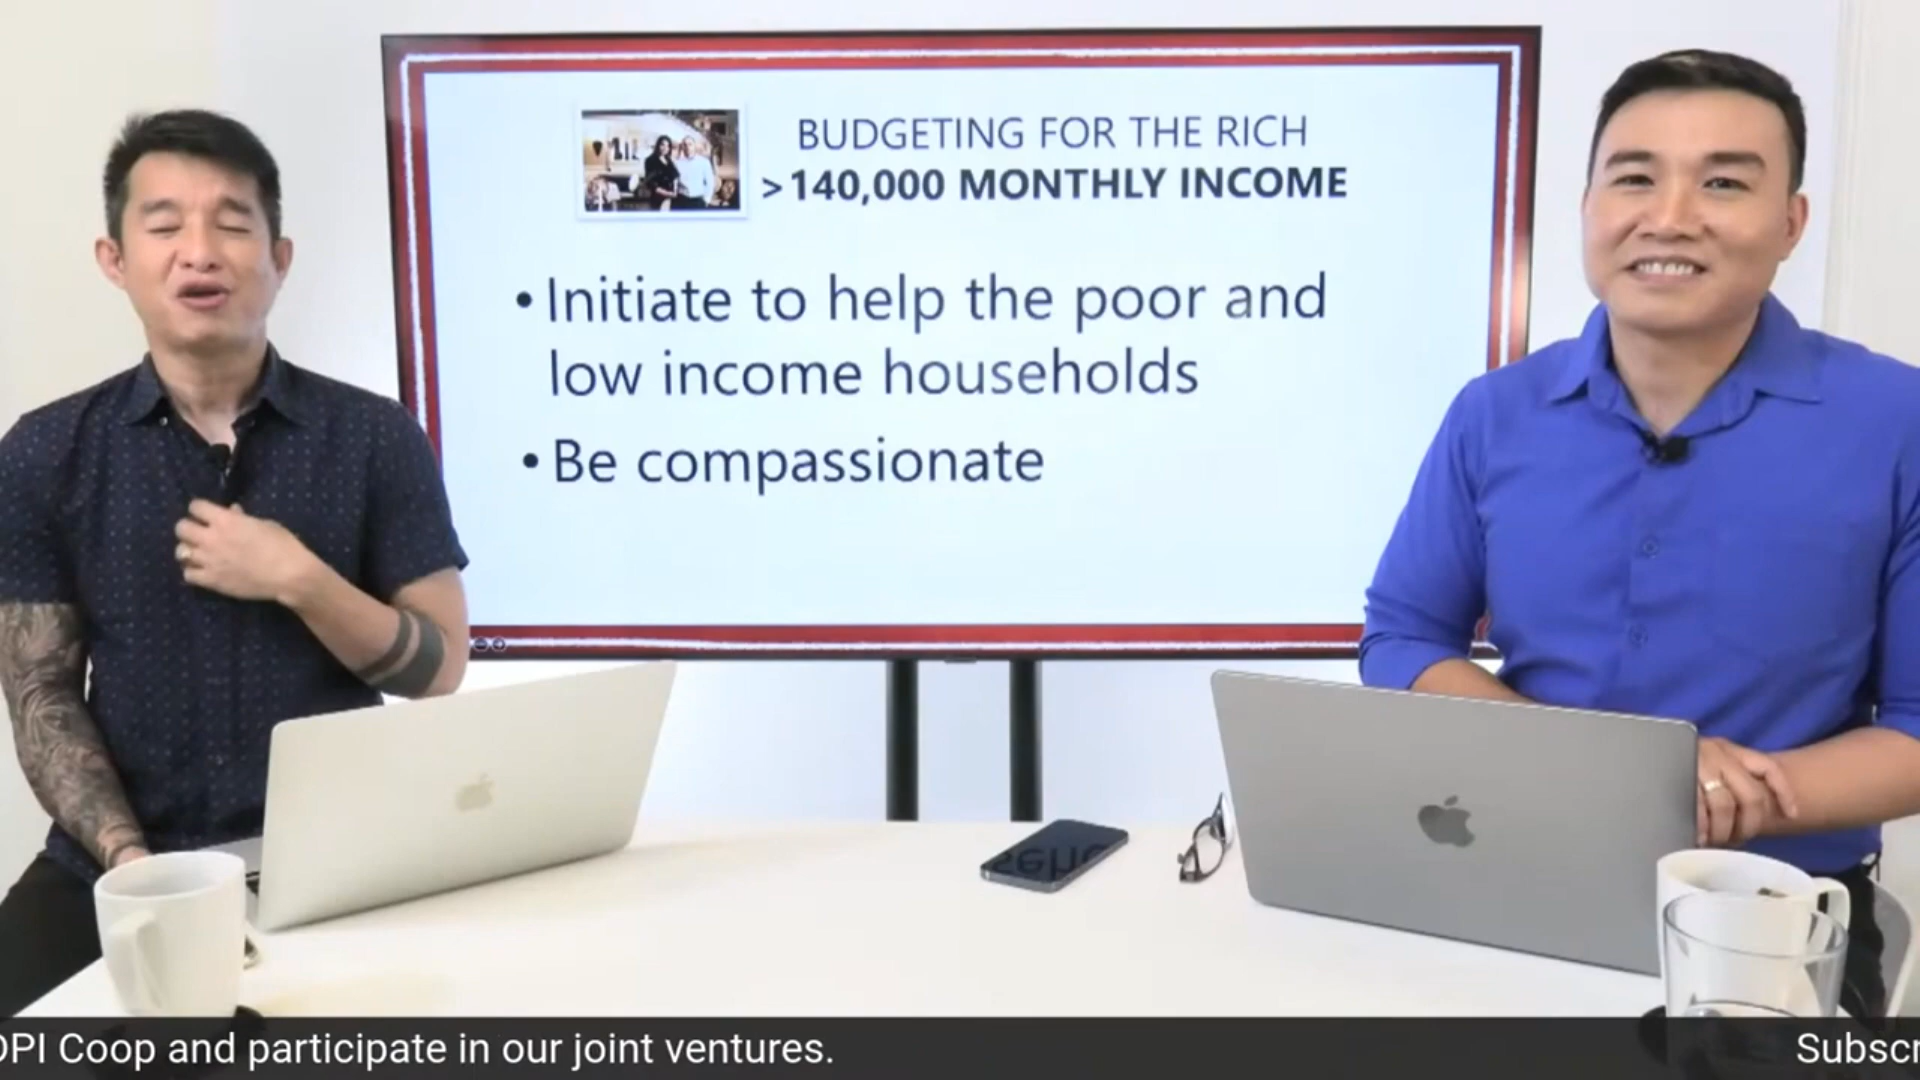 BUDGETING FOR THE RICH
>140,000 MONTHLY INCOME
• Initiate to help the poor and
low income households
• Be compassionate
PI Coop and participate in our joint ventures.
Subscr